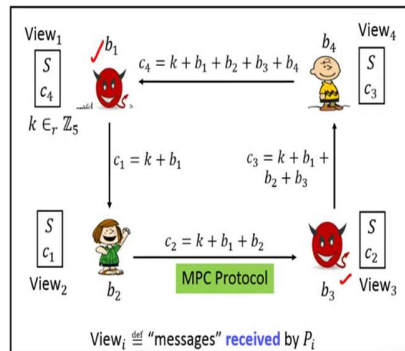 View₁
S
c₄
k ∈ᵣ ℤ₅
b₁
c₄ = k + b₁ + b₂ + b₃ + b₄
b₄
View₄
S
c₃
c₁ = k + b₁
c₃ = k + b₁ +
b₂ + b₃
S
c₁
View₂
b₂
c₂ = k + b₁ + b₂
MPC Protocol
b₃
S
c₂
View₃
Viewᵢ ≝ “messages” received by Pᵢ